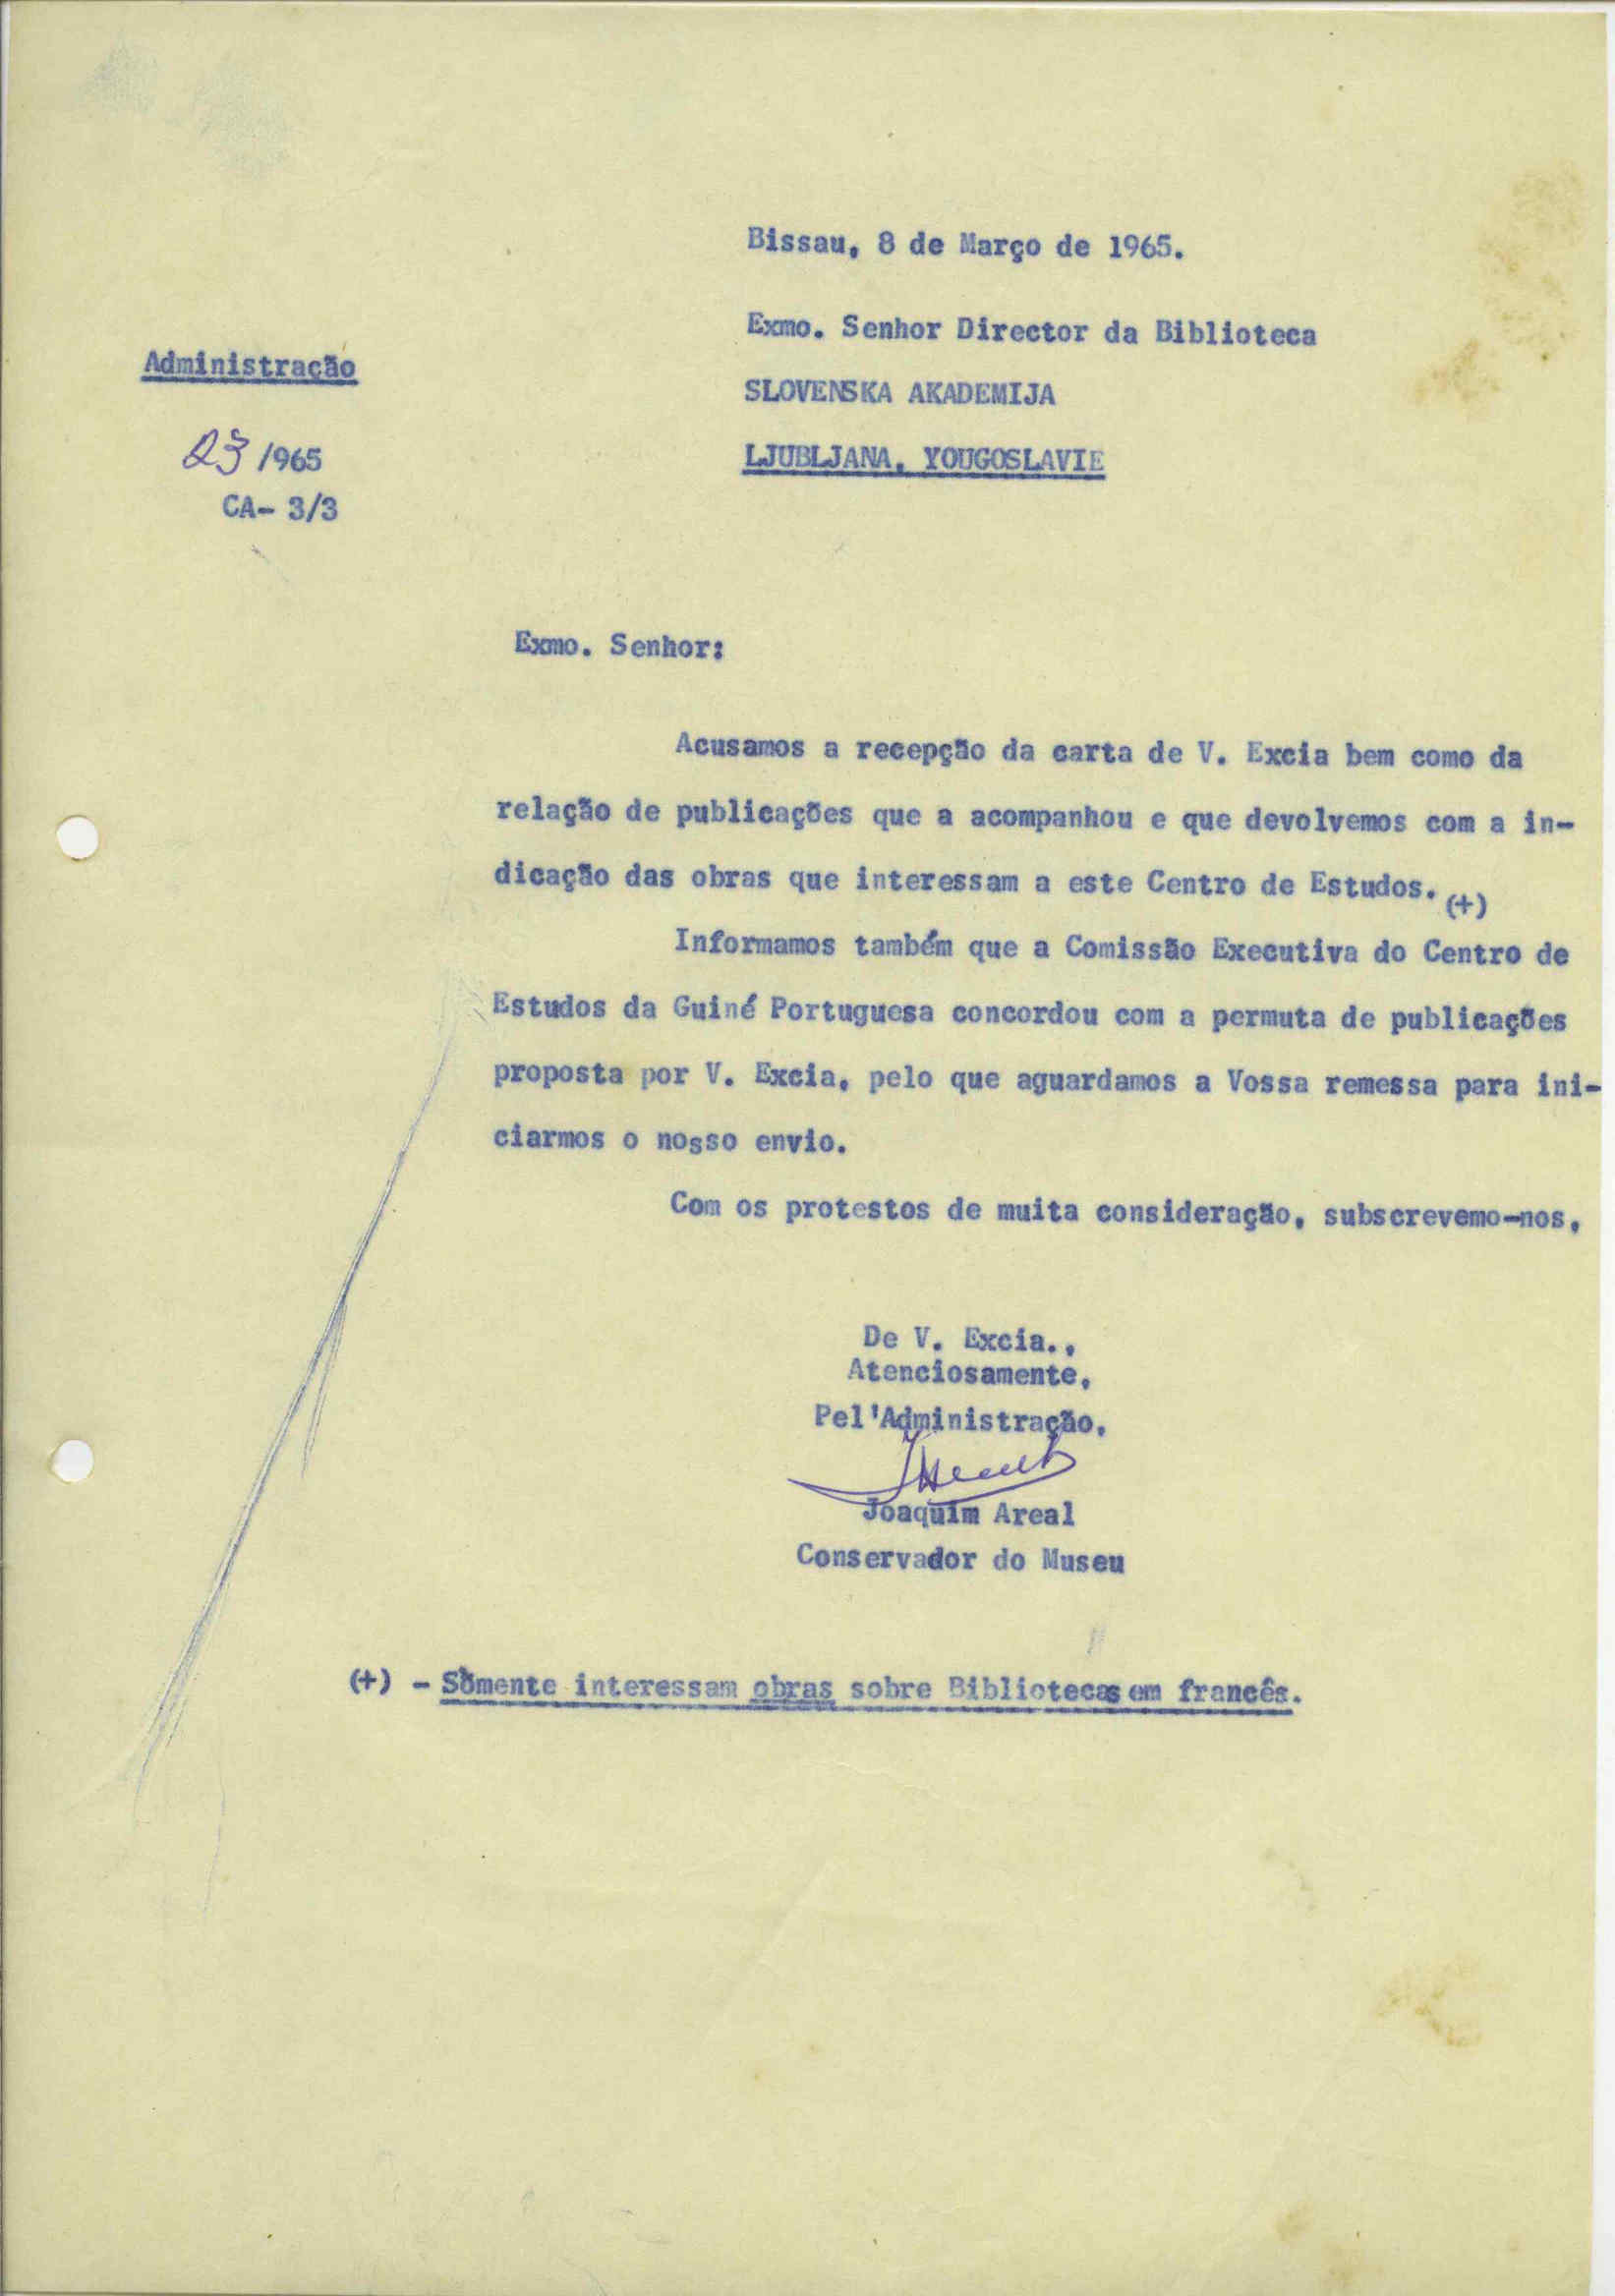 Bissau, 8 de Março de 1965.
Exmo. Senhor Director da Biblioteca
Administração
SLOVENSKA AKADEMIJA
23/965
LJUBLJANA, YOUGOSLAVIE
CA- 3/3
Exmo. Senhor:
Acusamos a recepção da carta de V. Excia bem como da
relação de publicações que a acompanhou e que devolvemos com a in-
dicação das obras que interessam a este Centro de Estudos. (+)
Informamos também que a Comissão Executiva do Centro de
Estudos da Guiné Portuguesa concordou com a permuta de publicações
proposta por V. Excia, pelo que aguardamos a Vossa remessa para ini-
ciarmos o nosso envio.
Com os protestos de muita consideração, subscrevemo-nos,
De V. Excia.,
Atenciosamente,
Pel'Administração,
Joaquim Areal
Conservador do Museu
(+) - Sòmente interessam obras sobre Bibliotecas em francês.